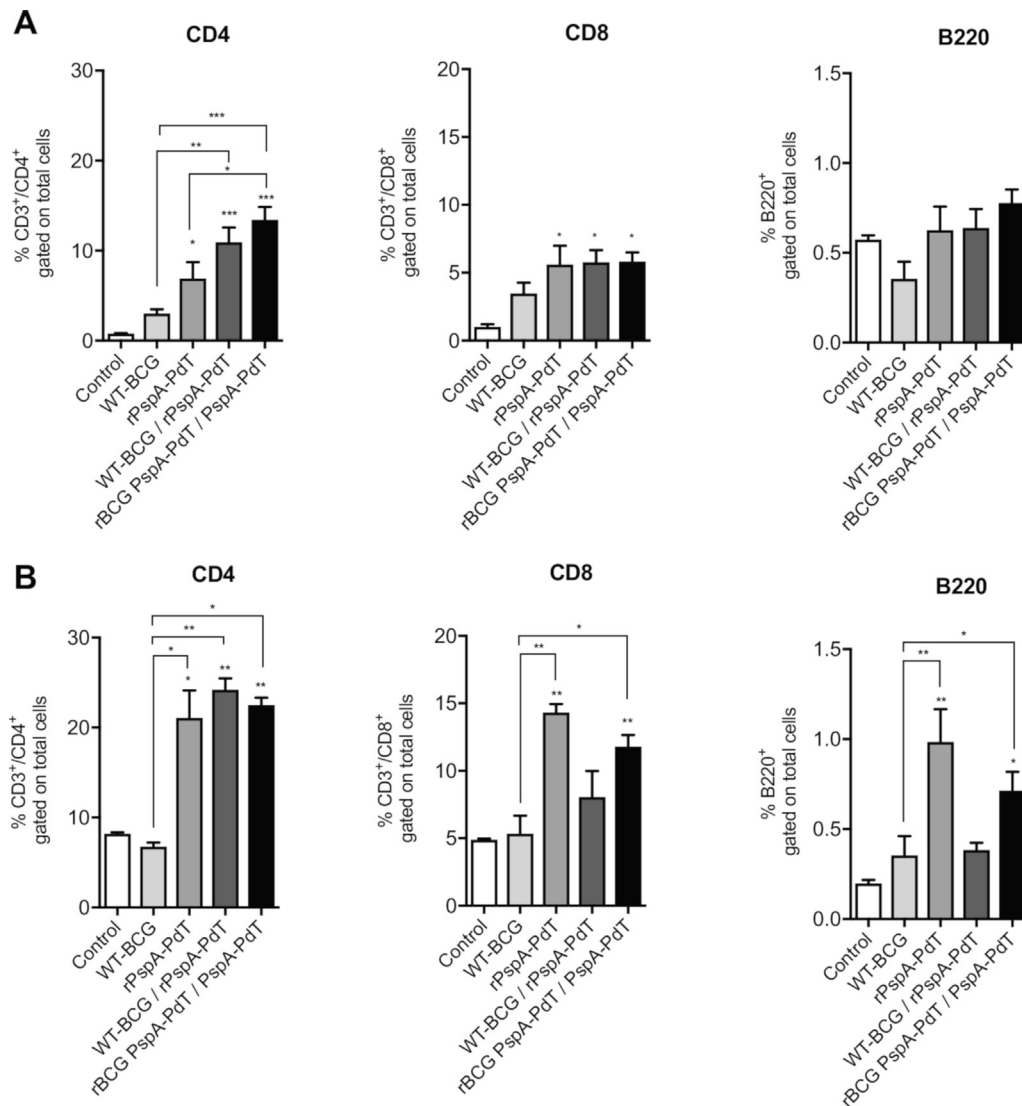 A
CD4
% CD3+/CD4+
gated on total cells
30
20
10
0
***
**
*
*
***
***
Control
WT-BCG
rPspA-PdT
WT-BCG / rPspA-PdT
rBCG PspA-PdT / PspA-PdT
CD8
% CD3+/CD8+
gated on total cells
20
15
10
5
0
*
*
*
Control
WT-BCG
rPspA-PdT
WT-BCG / rPspA-PdT
rBCG PspA-PdT / PspA-PdT
B220
% B220+
gated on total cells
1.5
1.0
0.5
0.0
Control
WT-BCG
rPspA-PdT
WT-BCG / rPspA-PdT
rBCG PspA-PdT / PspA-PdT
B
CD4
% CD3+/CD4+
gated on total cells
30
20
10
0
*
**
*
*
**
**
Control
WT-BCG
rPspA-PdT
WT-BCG / rPspA-PdT
rBCG PspA-PdT / PspA-PdT
CD8
% CD3+/CD8+
gated on total cells
20
15
10
5
0
*
**
**
**
Control
WT-BCG
rPspA-PdT
WT-BCG / rPspA-PdT
rBCG PspA-PdT / PspA-PdT
B220
% B220+
gated on total cells
1.5
1.0
0.5
0.0
*
**
**
*
Control
WT-BCG
rPspA-PdT
WT-BCG / rPspA-PdT
rBCG PspA-PdT / PspA-PdT